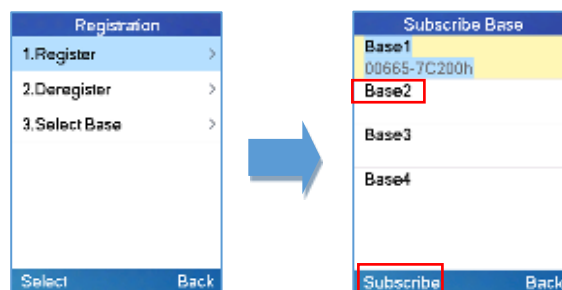 Registration
1.Register
2.Deregister
3.Select Base
Select Back
Subscribe Base
Base1
00665-7C200h
Base2
Base3
Base4
Subscribe Back